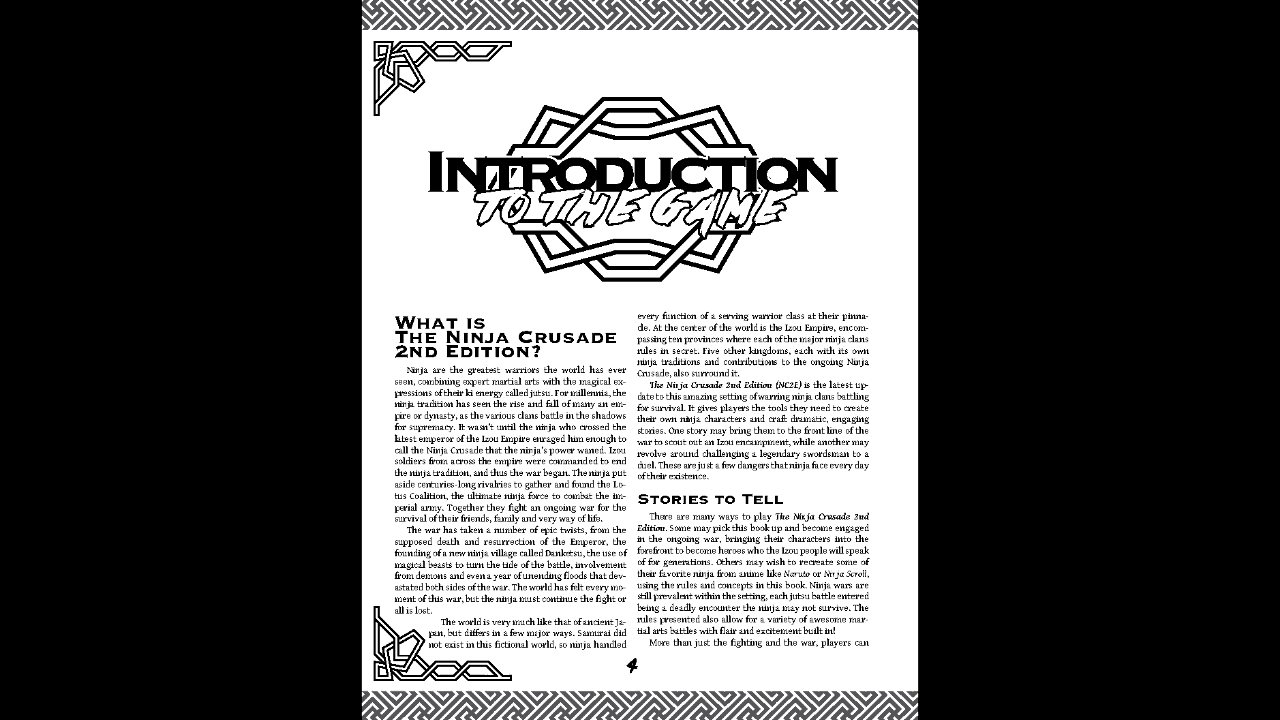 INTRODUCTION
TO THE GAME
WHAT IS
THE NINJA CRUSADE
2ND EDITION?
Ninja are the greatest warriors the world has ever
seen, combining expert martial arts with the magical ex-
pressions of their ki energy called jutsu. For millennia, the
ninja tradition has seen the rise and fall of many an em-
pire or dynasty, as the various clans battle in the shadows
for supremacy. It wasn't until the ninja who crossed the
latest emperor of the Izou Empire enraged him enough to
call the Ninja Crusade that the ninja's power waned. Izou
soldiers from across the empire were commanded to end
the ninja tradition, and thus the war began. The ninja put
aside centuries-long rivalries to gather and found the Lo-
tus Coalition, the ultimate ninja force to combat the im-
perial army. Together they fight an ongoing war for the
survival of their friends, family and very way of life.
The war has taken a number of epic twists, from the
supposed death and resurrection of the Emperor, the
founding of a new ninja village called Danketsu, the use of
magical beasts to turn the tide of the battle, involvement
from demons and even a year of unending floods that dev-
astated both sides of the war. The world has felt every mo-
ment of this war, but the ninja must continue the fight or
all is lost.
The world is very much like that of ancient Ja-
pan, but differs in a few major ways. Samurai did
not exist in this fictional world, so ninja handled
every function of a serving warrior class at their pinna-
cle. At the center of the world is the Izou Empire, encom-
passing ten provinces where each of the major ninja clans
rules in secret. Five other kingdoms, each with its own
ninja traditions and contributions to the ongoing Ninja
Crusade, also surround it.
The Ninja Crusade 2nd Edition (NC2E) is the latest up-
date to this amazing setting of warring ninja clans battling
for survival. It gives players the tools they need to create
their own ninja characters and craft dramatic, engaging
stories. One story may bring them to the front line of the
war to scout out an Izou encampment, while another may
revolve around challenging a legendary swordsman to a
duel. These are just a few dangers that ninja face every day
of their existence.
STORIES TO TELL
There are many ways to play The Ninja Crusade 2nd
Edition. Some may pick this book up and become engaged
in the ongoing war, bringing their characters into the
forefront to become heroes who the Izou people will speak
of for generations. Others may wish to recreate some of
their favorite ninja from anime like Naruto or Ninja Scroll,
using the rules and concepts in this book. Ninja wars are
still prevalent within the setting, each jutsu battle entered
being a deadly encounter the ninja may not survive. The
rules presented also allow for a variety of awesome mar-
tial arts battles with flair and excitement built in!
More than just the fighting and the war, players can
4